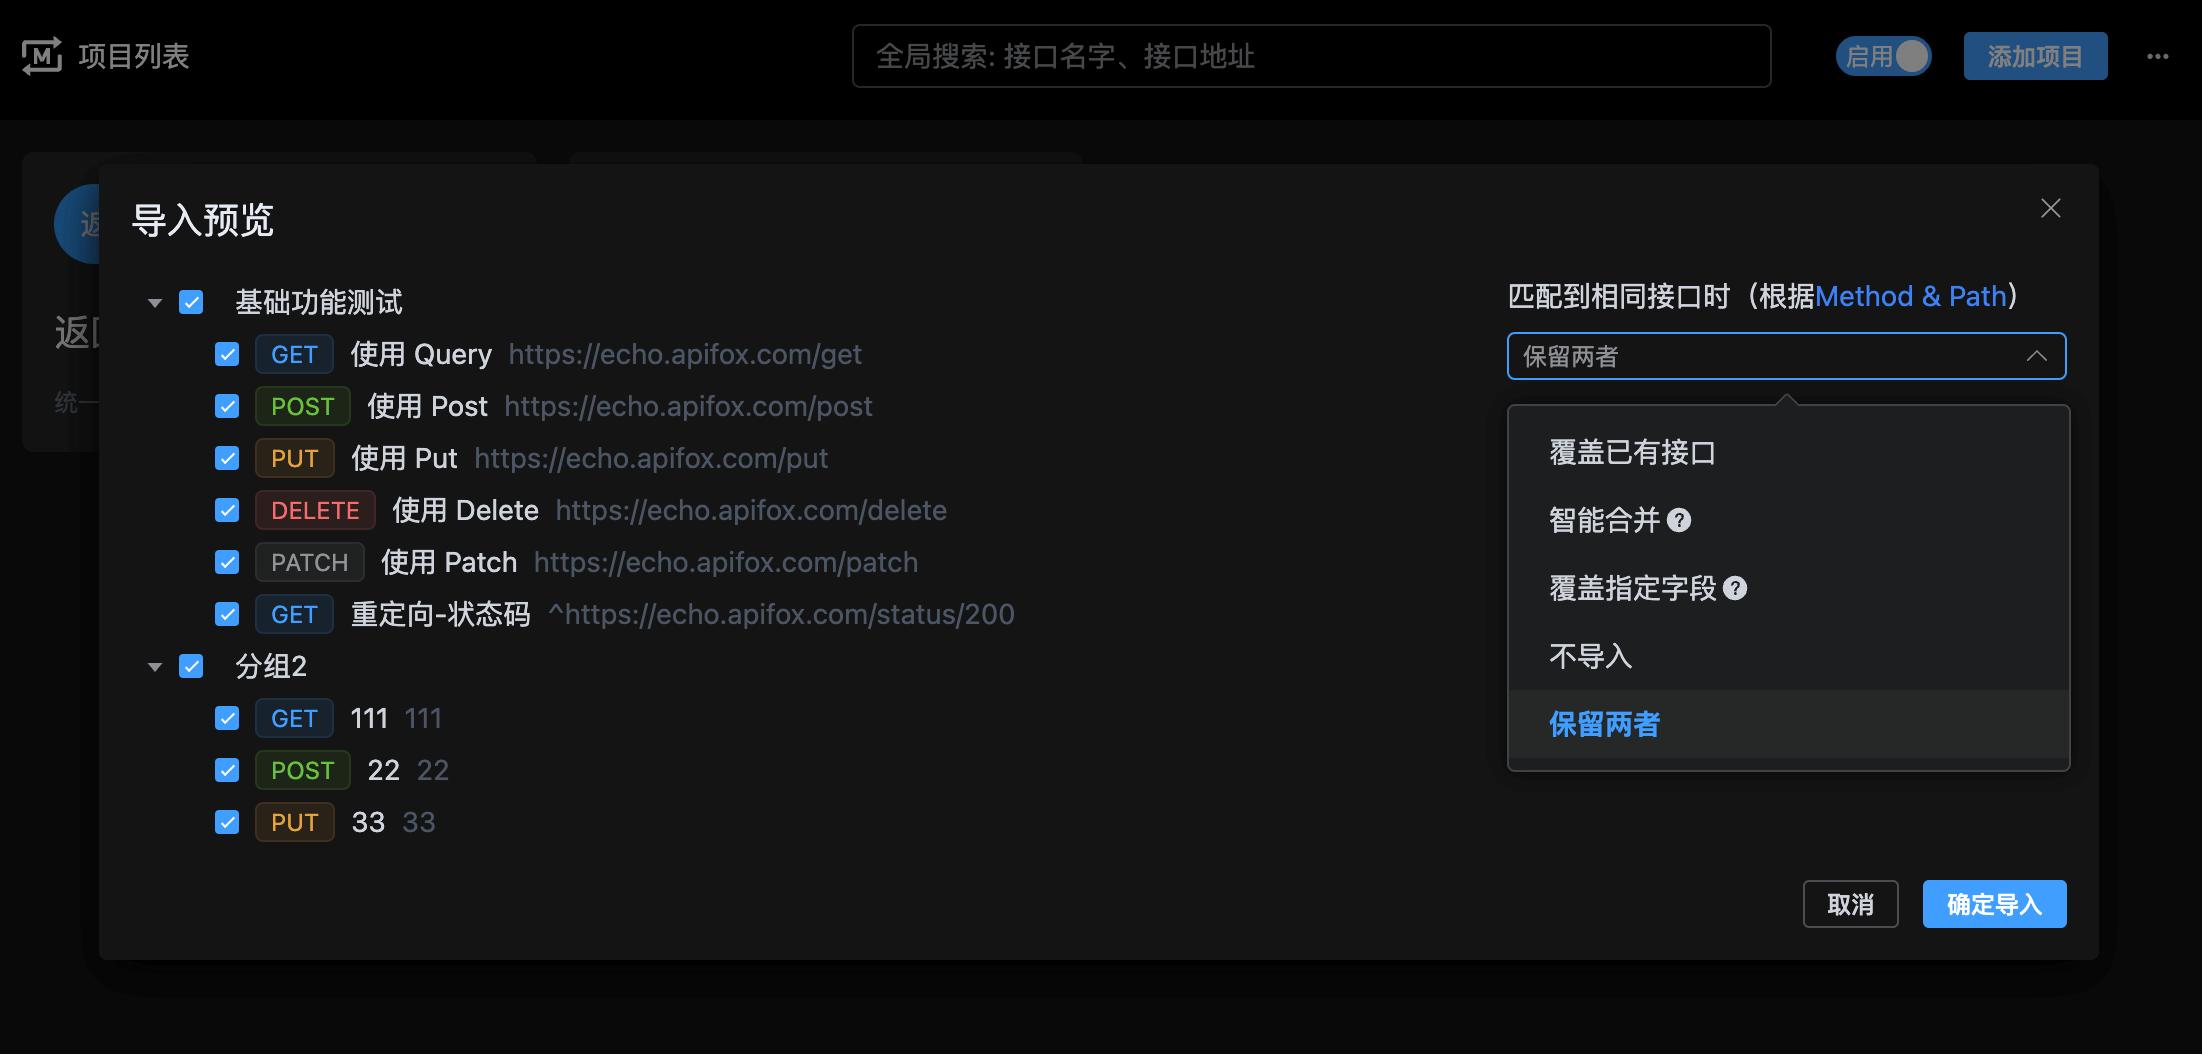 项目列表
全局搜索: 接口名字、接口地址
启用
添加项目
返
返
统一
导入预览
基础功能测试
GET 使用 Query https://echo.apifox.com/get
POST 使用 Post https://echo.apifox.com/post
PUT 使用 Put https://echo.apifox.com/put
DELETE 使用 Delete https://echo.apifox.com/delete
PATCH 使用 Patch https://echo.apifox.com/patch
GET 重定向-状态码 ^https://echo.apifox.com/status/200
分组2
GET 111 111
POST 22 22
PUT 33 33
匹配到相同接口时（根据Method & Path）
保留两者
覆盖已有接口
智能合并
覆盖指定字段
不导入
保留两者
取消
确定导入